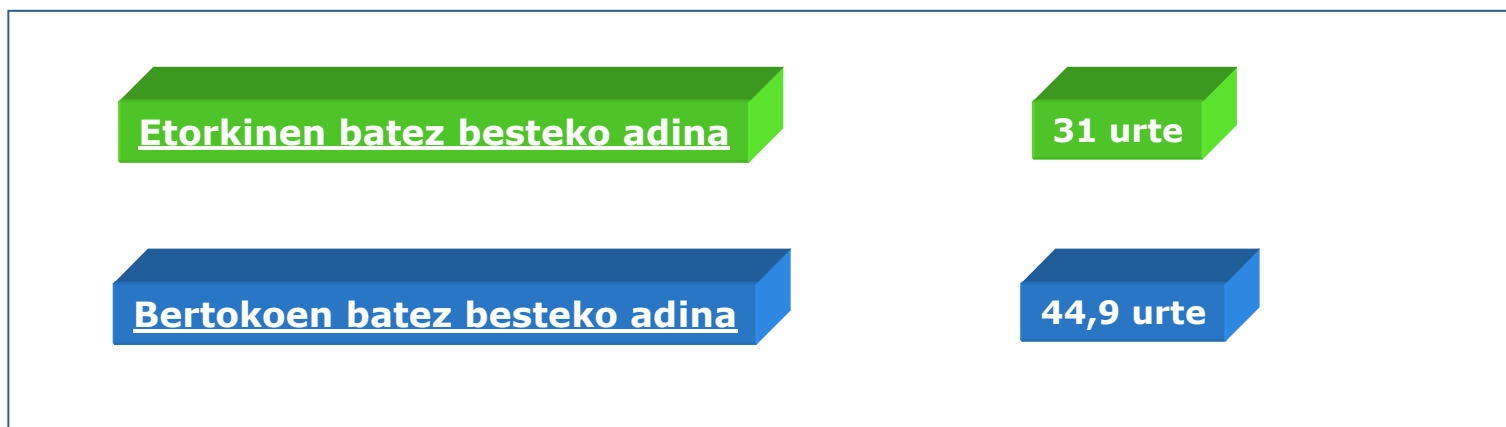 Etorkinen batez besteko adina 31 urte
Bertokoen batez besteko adina 44,9 urte